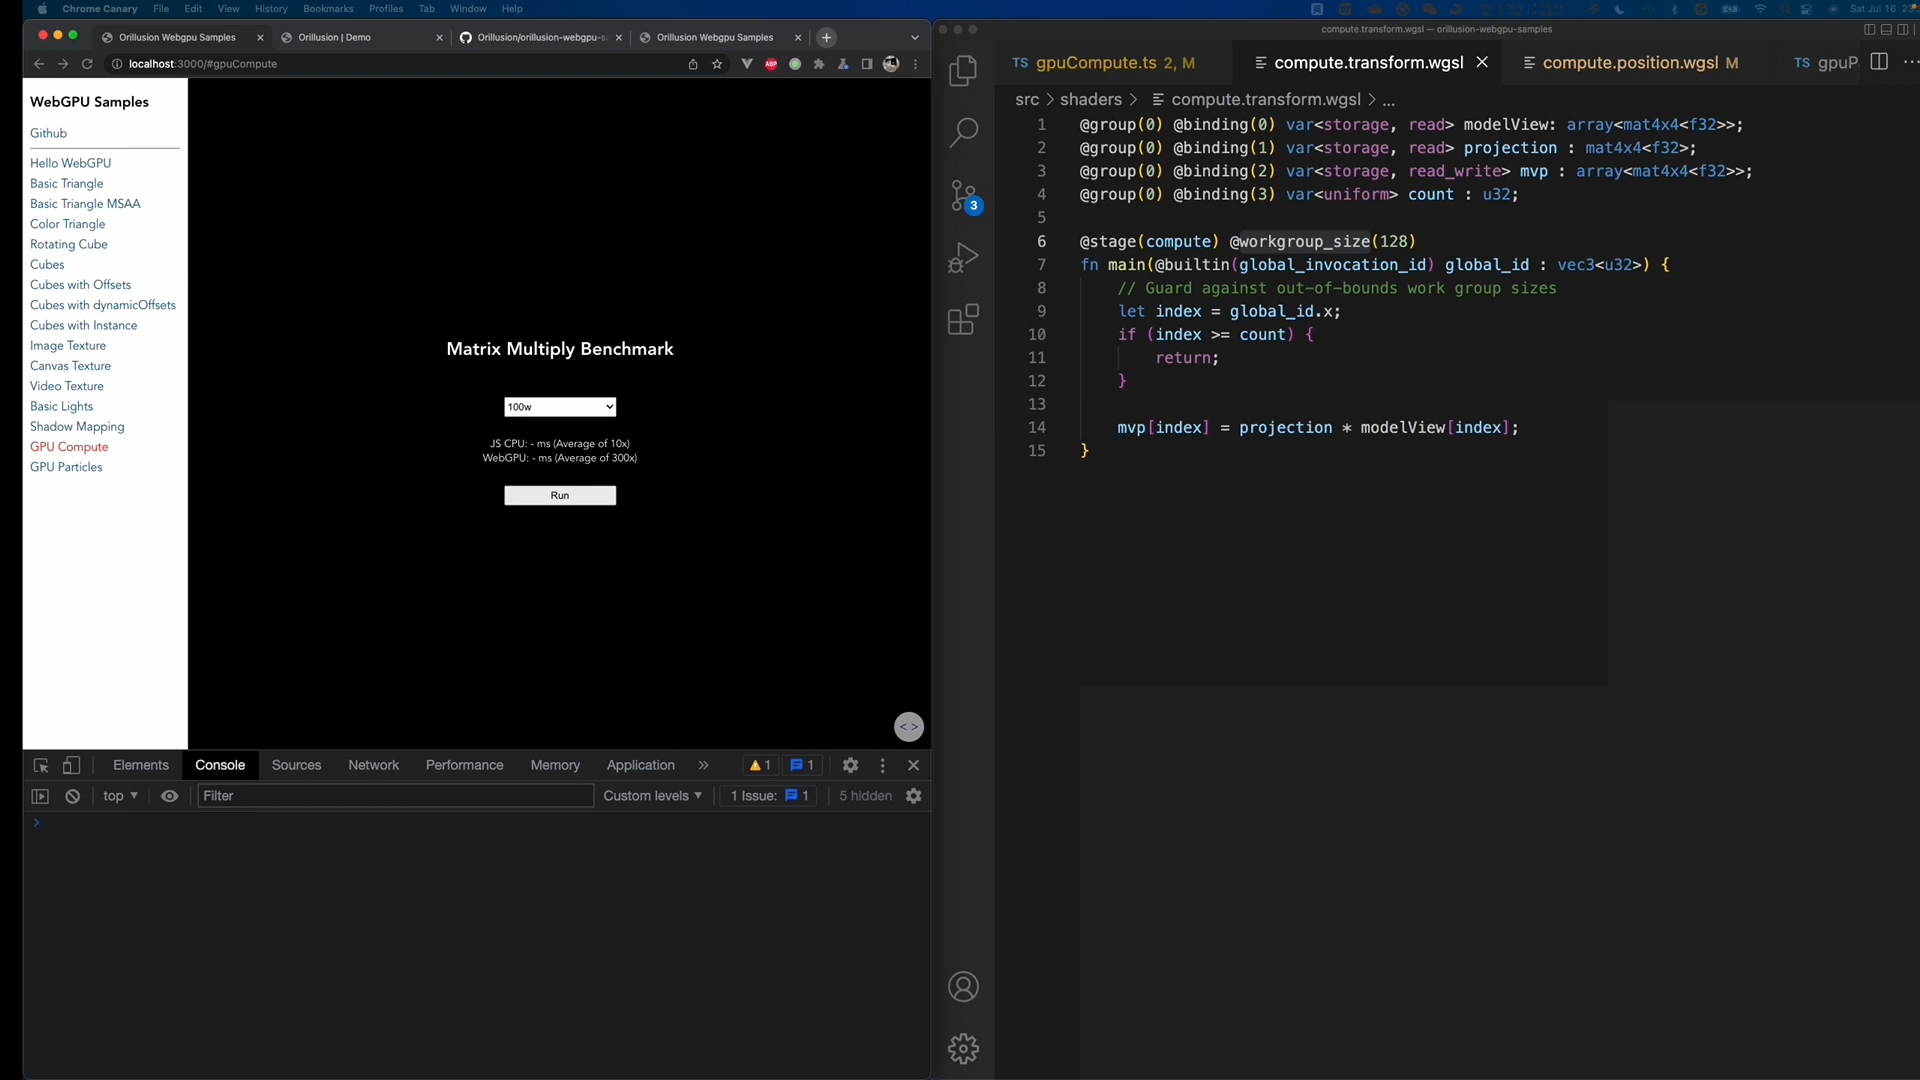 Chrome Canary File Edit View History Bookmarks Profiles Tab Window Help
Sat Jul 16
Orillusion Webgpu Samples
Orillusion | Demo
Orillusion/orillusion-webgpu-s
Orillusion Webgpu Samples
localhost:3000/#gpuCompute
WebGPU Samples
Github
Hello WebGPU
Basic Triangle
Basic Triangle MSAA
Color Triangle
Rotating Cube
Cubes
Cubes with Offsets
Cubes with dynamicOffsets
Cubes with Instance
Image Texture
Canvas Texture
Video Texture
Basic Lights
Shadow Mapping
GPU Compute
GPU Particles
Matrix Multiply Benchmark
100w
JS CPU: - ms (Average of 10x)
WebGPU: - ms (Average of 300x)
Run
< >
Elements Console Sources Network Performance Memory Application » 1 1
top Filter Custom levels 1 Issue: 1 5 hidden
compute.transform.wgsl — orillusion-webgpu-samples
TS gpuCompute.ts 2, M
compute.transform.wgsl
compute.position.wgsl M
TS gpuP
src > shaders > compute.transform.wgsl > ...
3
1 @group(0) @binding(0) var<storage, read> modelView: array<mat4x4<f32>>;
2 @group(0) @binding(1) var<storage, read> projection : mat4x4<f32>;
3 @group(0) @binding(2) var<storage, read_write> mvp : array<mat4x4<f32>>;
4 @group(0) @binding(3) var<uniform> count : u32;
5
6 @stage(compute) @workgroup_size(128)
7 fn main(@builtin(global_invocation_id) global_id : vec3<u32>) {
8 // Guard against out-of-bounds work group sizes
9 let index = global_id.x;
10 if (index >= count) {
11 return;
12 }
13
14 mvp[index] = projection * modelView[index];
15 }